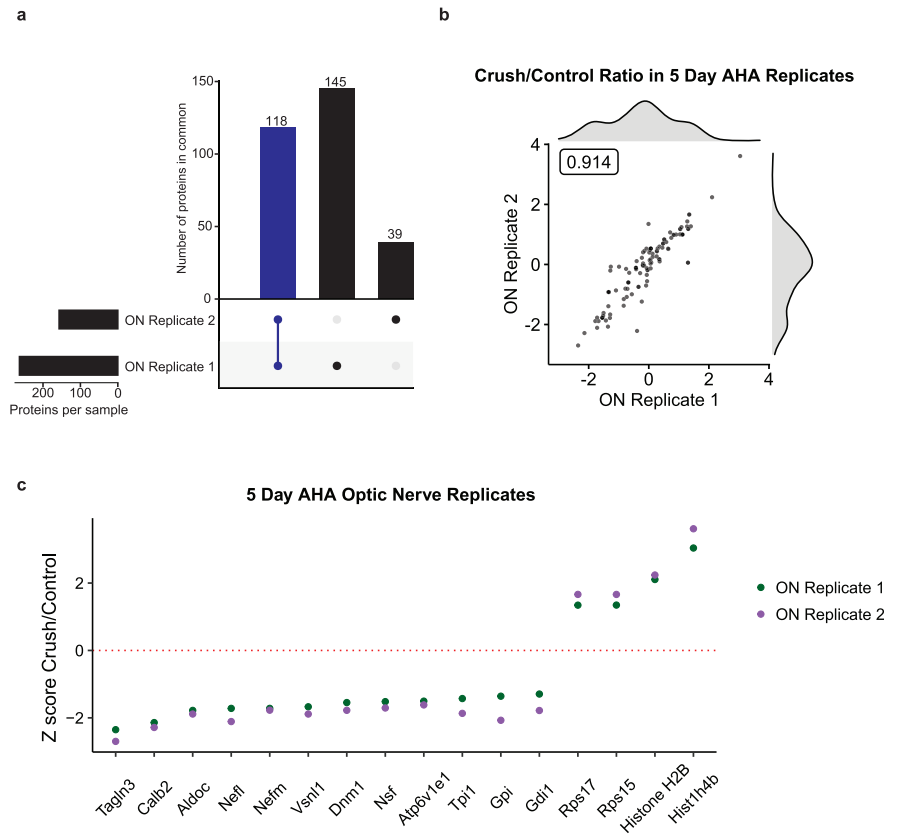 a
150
100
50
0
Number of proteins in common
118
145
39
ON Replicate 2
ON Replicate 1
200
100
0
Proteins per sample
b
Crush/Control Ratio in 5 Day AHA Replicates
0.914
4
2
0
-2
ON Replicate 2
-2
0
2
4
ON Replicate 1
c
5 Day AHA Optic Nerve Replicates
Z score Crush/Control
2
0
−2
Tagln3
Calb2
Aldoc
Nefl
Nefm
Vsnl1
Dnm1
Nsf
Atp6v1e1
Tpi1
Gpi
Gdi1
Rps17
Rps15
Histone H2B
Hist1h4b
ON Replicate 1
ON Replicate 2